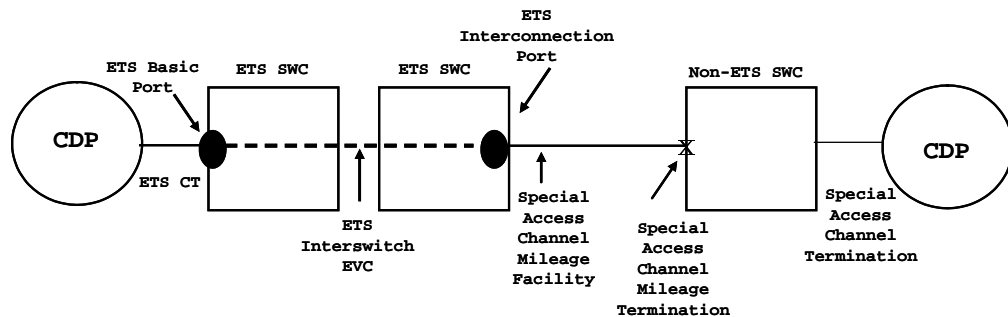 ETS
Interconnection
Port
ETS Basic
Port
ETS SWC
ETS SWC
Non-ETS SWC
CDP
CDP
ETS CT
X
ETS
Interswitch
EVC
Special
Access
Channel
Mileage
Facility
Special
Access
Channel
Mileage
Termination
Special
Access
Channel
Termination